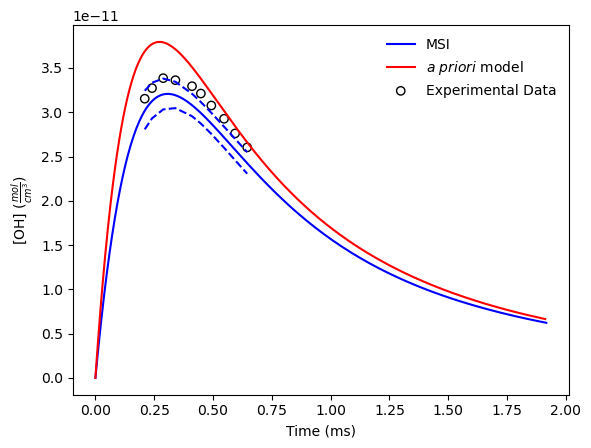 1e−11
MSI
a priori model
Experimental Data
3.5
3.0
2.5
2.0
1.5
1.0
0.5
0.0
[OH] (mol/cm³)
0.00 0.25 0.50 0.75 1.00 1.25 1.50 1.75 2.00
Time (ms)